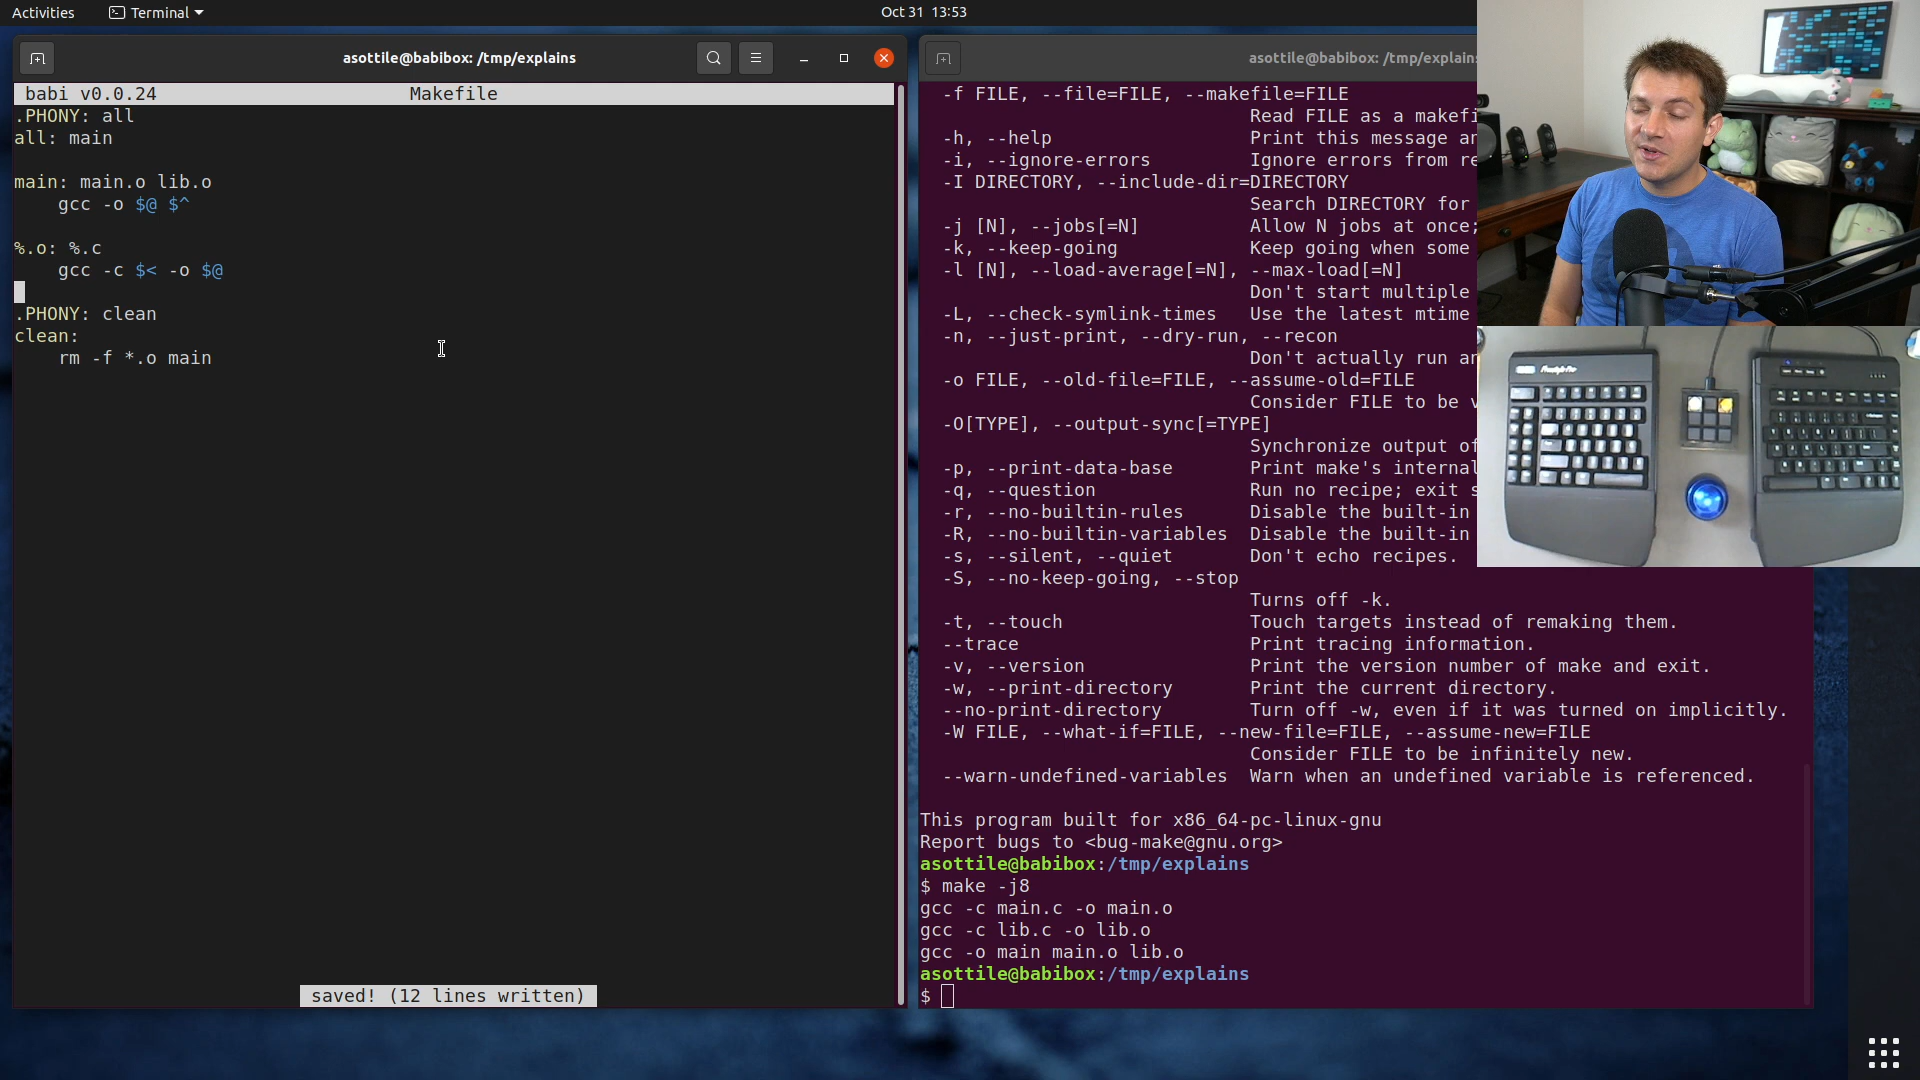 Activities
Terminal
Oct 31 13:53
asottile@babibox: /tmp/explains
babi v0.0.24 Makefile
.PHONY: all
all: main
main: main.o lib.o
gcc -o $@ $^
%.o: %.c
gcc -c $< -o $@
.PHONY: clean
clean:
rm -f *.o main
saved! (12 lines written)
asottile@babibox: /tmp/explains
-f FILE, --file=FILE, --makefile=FILE
Read FILE as a makef
-h, --help Print this message a
-i, --ignore-errors Ignore errors from re
-I DIRECTORY, --include-dir=DIRECTORY
Search DIRECTORY for
-j [N], --jobs[=N] Allow N jobs at once;
-k, --keep-going Keep going when some
-l [N], --load-average[=N], --max-load[=N]
Don't start multiple
-L, --check-symlink-times Use the latest mtime
-n, --just-print, --dry-run, --recon
Don't actually run a
-o FILE, --old-file=FILE, --assume-old=FILE
Consider FILE to be
-O[TYPE], --output-sync[=TYPE]
Synchronize output of
-p, --print-data-base Print make's internal
-q, --question Run no recipe; exit s
-r, --no-builtin-rules Disable the built-in
-R, --no-builtin-variables Disable the built-in
-s, --silent, --quiet Don't echo recipes.
-S, --no-keep-going, --stop
Turns off -k.
-t, --touch Touch targets instead of remaking them.
--trace Print tracing information.
-v, --version Print the version number of make and exit.
-w, --print-directory Print the current directory.
--no-print-directory Turn off -w, even if it was turned on implicitly.
-W FILE, --what-if=FILE, --new-file=FILE, --assume-new=FILE
Consider FILE to be infinitely new.
--warn-undefined-variables Warn when an undefined variable is referenced.
This program built for x86_64-pc-linux-gnu
Report bugs to <bug-make@gnu.org>
asottile@babibox:/tmp/explains
$ make -j8
gcc -c main.c -o main.o
gcc -c lib.c -o lib.o
gcc -o main main.o lib.o
asottile@babibox:/tmp/explains
$